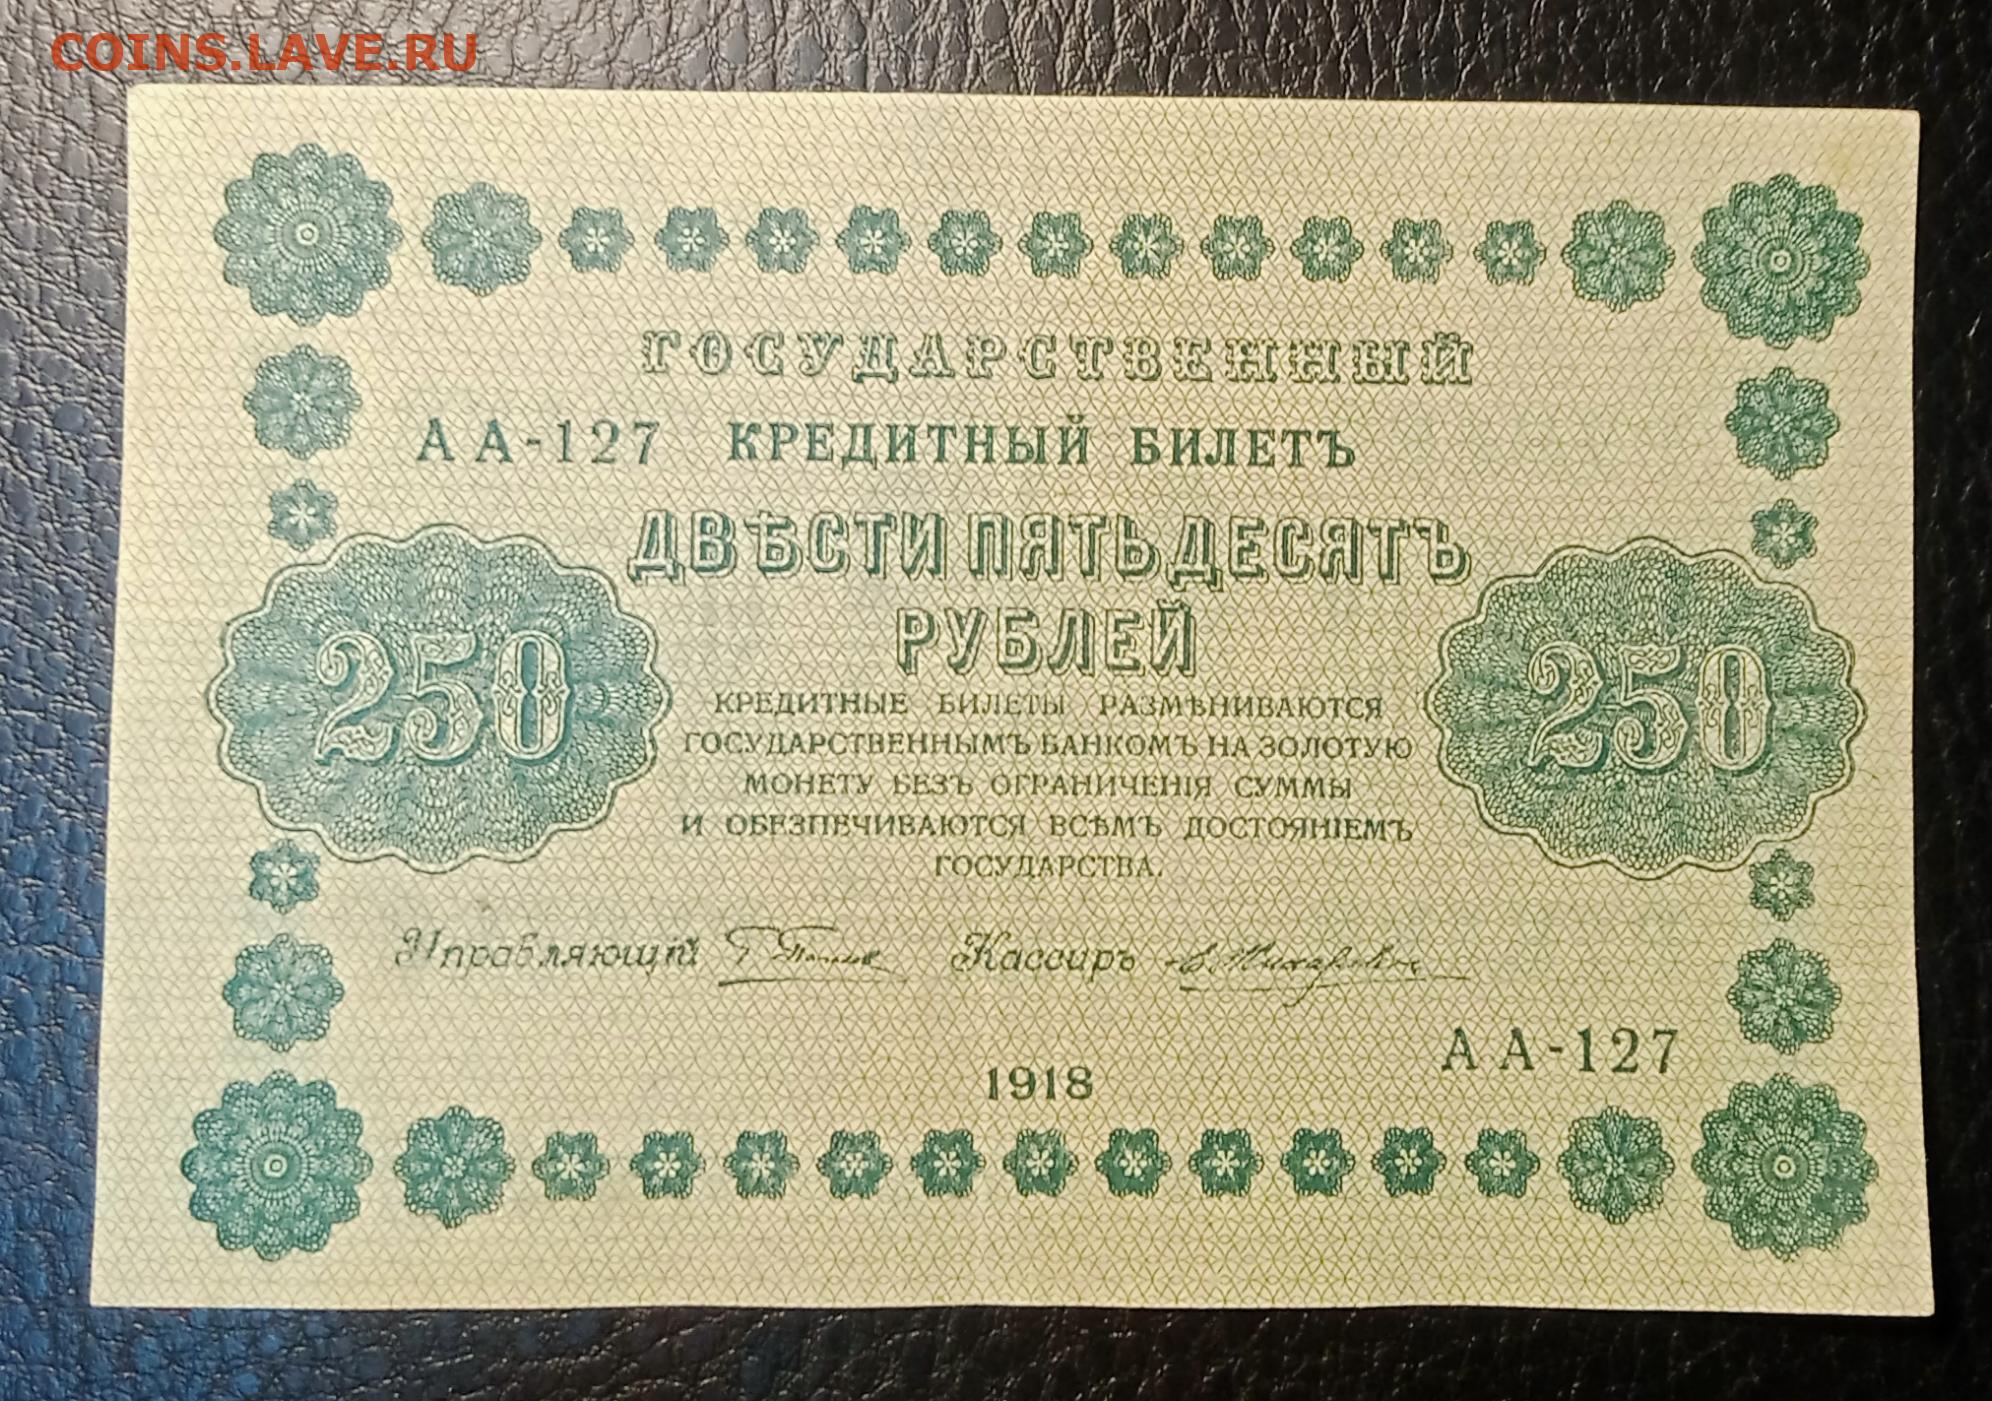 COINS.LAVE.RU
ГОСУДАРСТВЕННЫЙ
АА-127 КРЕДИТНЫЙ БИЛЕТЪ
ДВѢСТИ ПЯТЬДЕСЯТЪ
РУБЛЕЙ
250 250
КРЕДИТНЫЕ БИЛЕТЫ РАЗМѢНИВАЮТСЯ
ГОСУДАРСТВЕННЫМЪ БАНКОМЪ НА ЗОЛОТУЮ
МОНЕТУ БЕЗЪ ОГРАНИЧЕНІЯ СУММЫ
И ОБЕЗПЕЧИВАЮТСЯ ВСѢМЪ ДОСТОЯНІЕМЪ
ГОСУДАРСТВА.
Управляющій Кассиръ
АА-127
1918